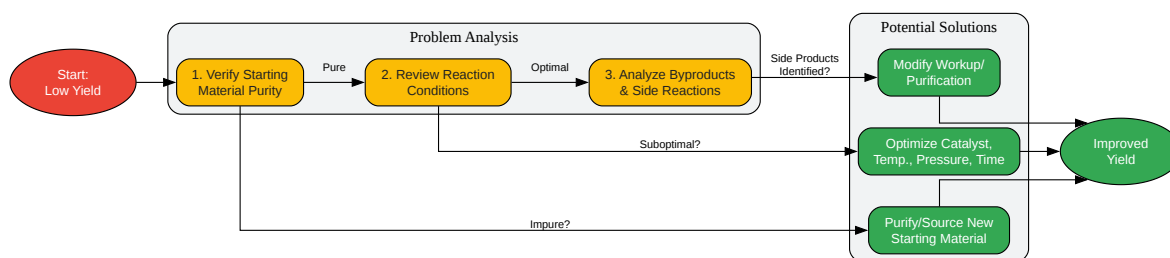 Problem Analysis
Potential Solutions
Start:
Low Yield
1. Verify Starting
Material Purity
Pure
2. Review Reaction
Conditions
Optimal
3. Analyze Byproducts
& Side Reactions
Side Products
Identified?
Modify Workup/
Purification
Suboptimal?
Optimize Catalyst,
Temp., Pressure, Time
Improved
Yield
Impure?
Purify/Source New
Starting Material